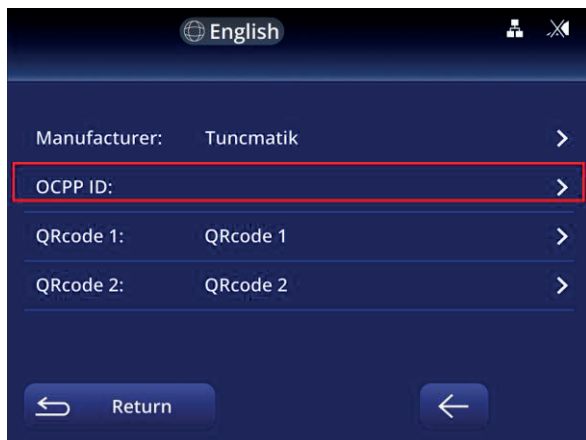 English
Manufacturer: Tuncmatik
OCPP ID:
QRcode 1: QRcode 1
QRcode 2: QRcode 2
Return